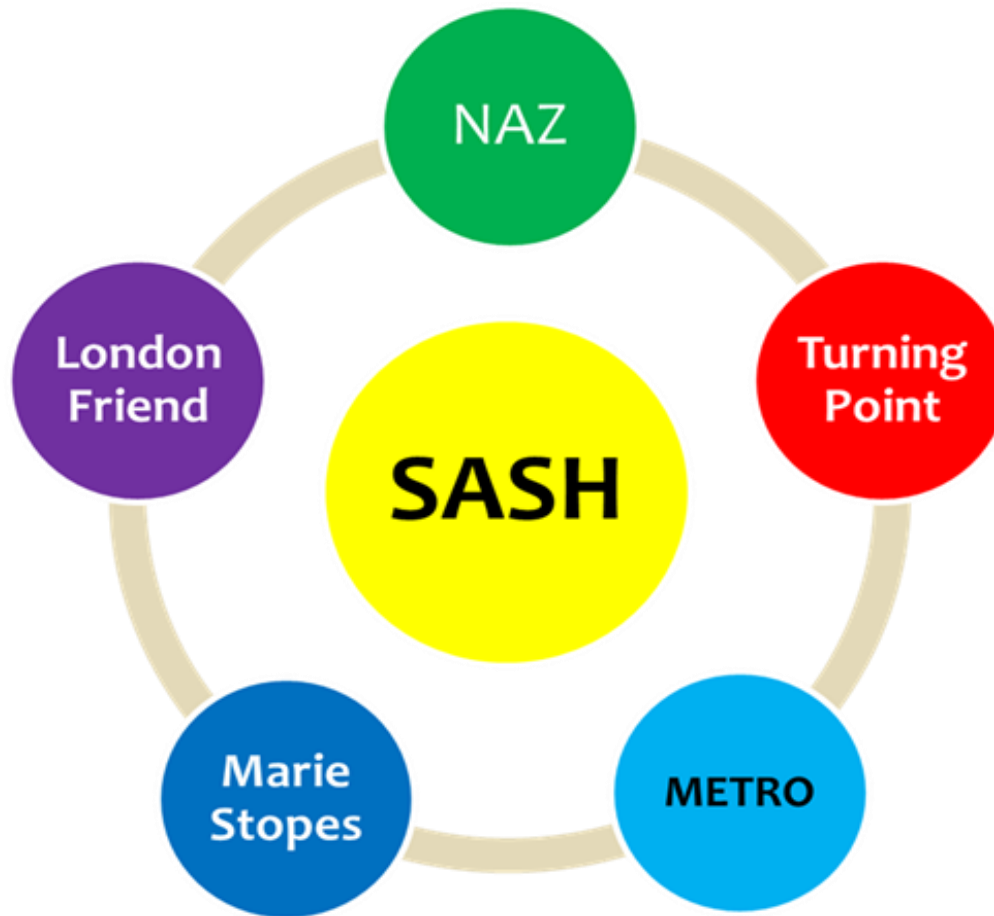 NAZ
London
Friend
Turning
Point
SASH
Marie
Stopes
METRO